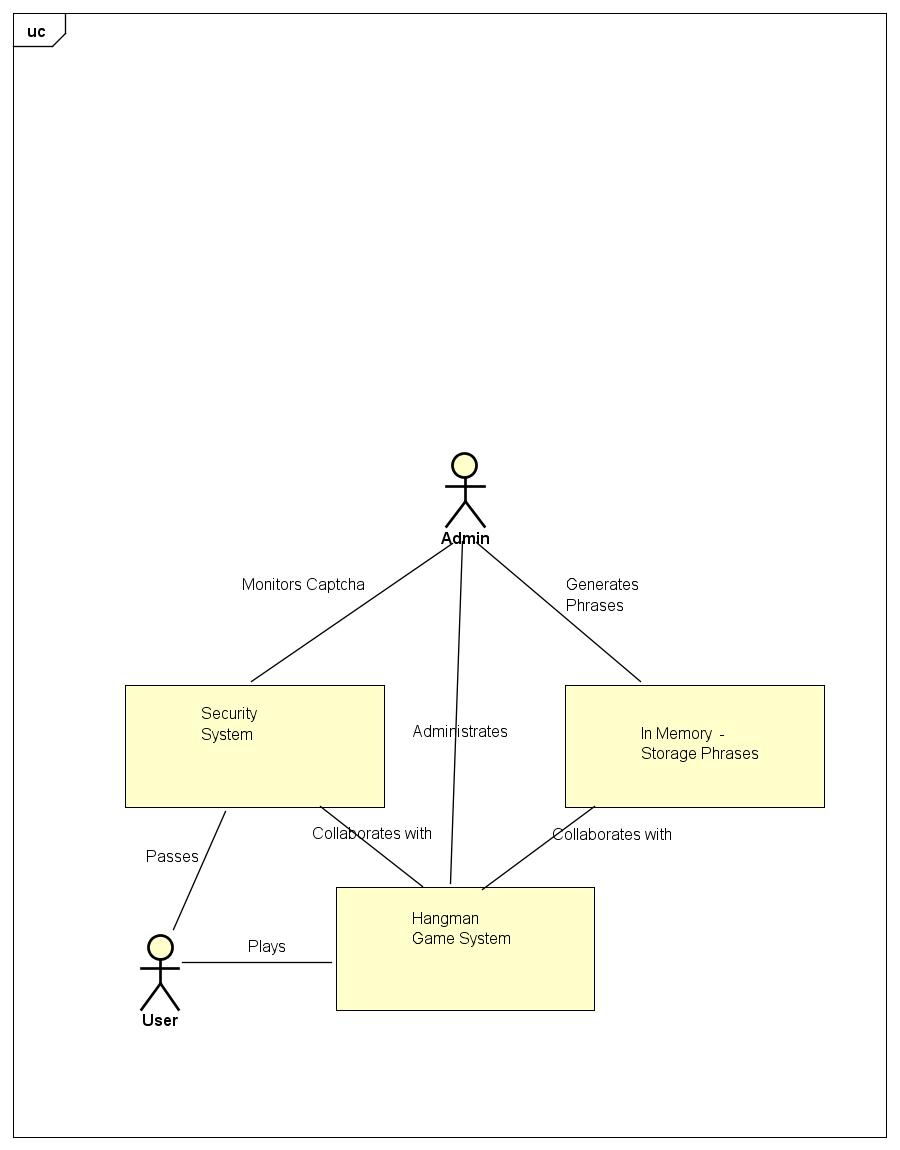 uc
Admin
Monitors Captcha
Generates
Phrases
Security
System
Administrates
In Memory -
Storage Phrases
Collaborates with
Collaborates with
Passes
Hangman
Game System
Plays
User